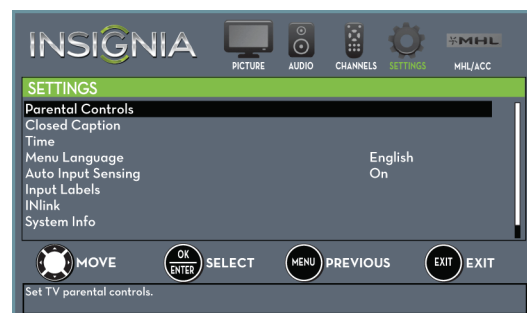 INSIGNIA
PICTURE AUDIO CHANNELS SETTINGS MHL MHL/ACC
SETTINGS
Parental Controls
Closed Caption
Time
Menu Language English
Auto Input Sensing On
Input Labels
INlink
System Info
MOVE OK ENTER SELECT MENU PREVIOUS EXIT EXIT
Set TV parental controls.